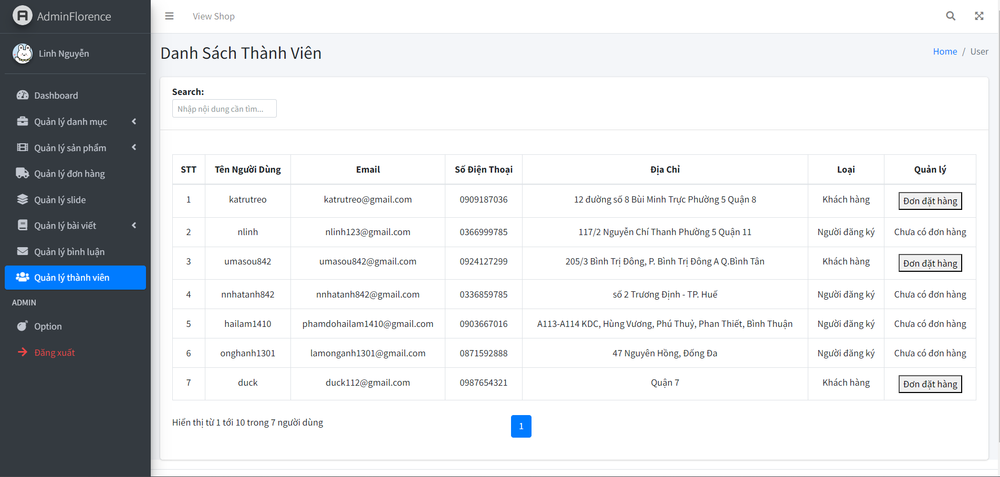 AdminFlorence
View Shop
Linh Nguyễn
Danh Sách Thành Viên
Home / User
Dashboard
Quản lý danh mục
Quản lý sản phẩm
Quản lý đơn hàng
Quản lý slide
Quản lý bài viết
Quản lý bình luận
Quản lý thành viên
ADMIN
Option
Đăng xuất
Search:
Nhập nội dung cần tìm...
STT Tên Người Dùng Email Số Điện Thoại Địa Chỉ Loại Quản lý
1 katrutreo katrutreo@gmail.com 0909187036 12 đường số 8 Bùi Minh Trực Phường 5 Quận 8 Khách hàng Đơn đặt hàng
2 nlinh nlinh123@gmail.com 0366999785 117/2 Nguyễn Chí Thanh Phường 5 Quận 11 Người đăng ký Chưa có đơn hàng
3 umasou842 umasou842@gmail.com 0924127299 205/3 Bình Trị Đông, P. Bình Trị Đông A Q.Bình Tân Khách hàng Đơn đặt hàng
4 nnhatanh842 nnhatanh842@gmail.com 0336859785 số 2 Trương Định - TP. Huế Người đăng ký Chưa có đơn hàng
5 hailam1410 phamdohailam1410@gmail.com 0903667016 A113-A114 KDC, Hùng Vương, Phú Thuỷ, Phan Thiết, Bình Thuận Người đăng ký Chưa có đơn hàng
6 onghanh1301 lamonganh1301@gmail.com 0871592888 47 Nguyên Hồng, Đống Đa Người đăng ký Chưa có đơn hàng
7 duck duck112@gmail.com 0987654321 Quận 7 Khách hàng Đơn đặt hàng
Hiển thị từ 1 tới 10 trong 7 người dùng
1